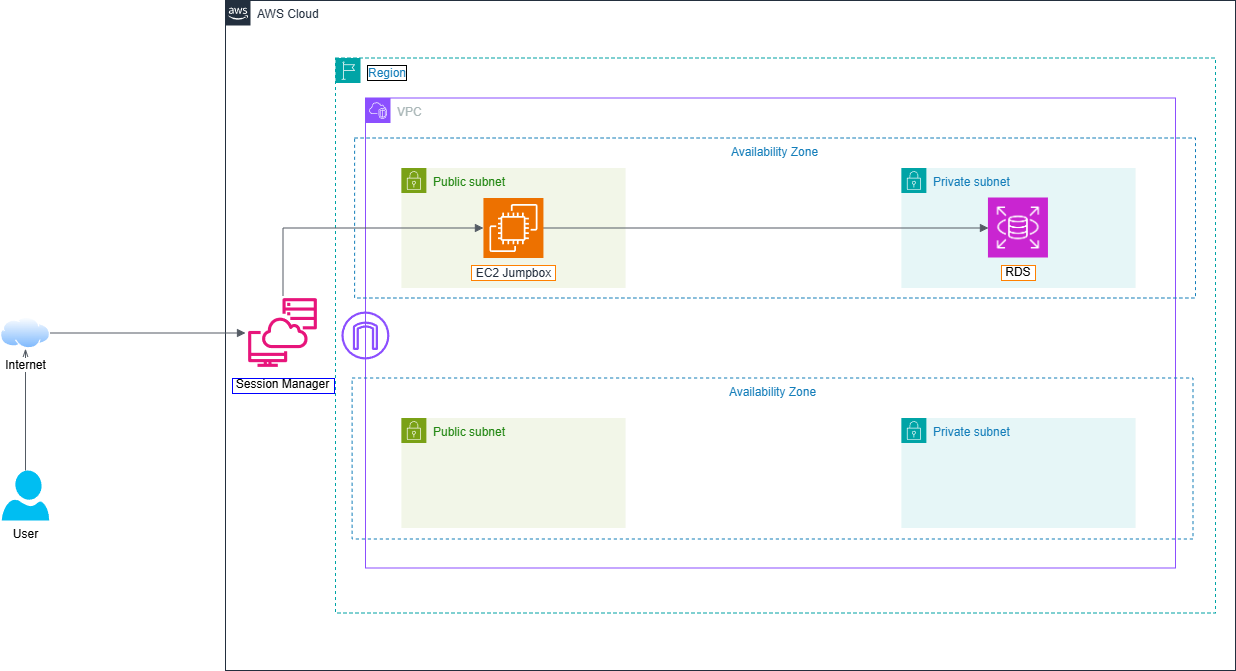 aws
AWS Cloud
Region
VPC
Availability Zone
Public subnet
Private subnet
EC2 Jumpbox
RDS
Internet
Session Manager
Availability Zone
Public subnet
Private subnet
User